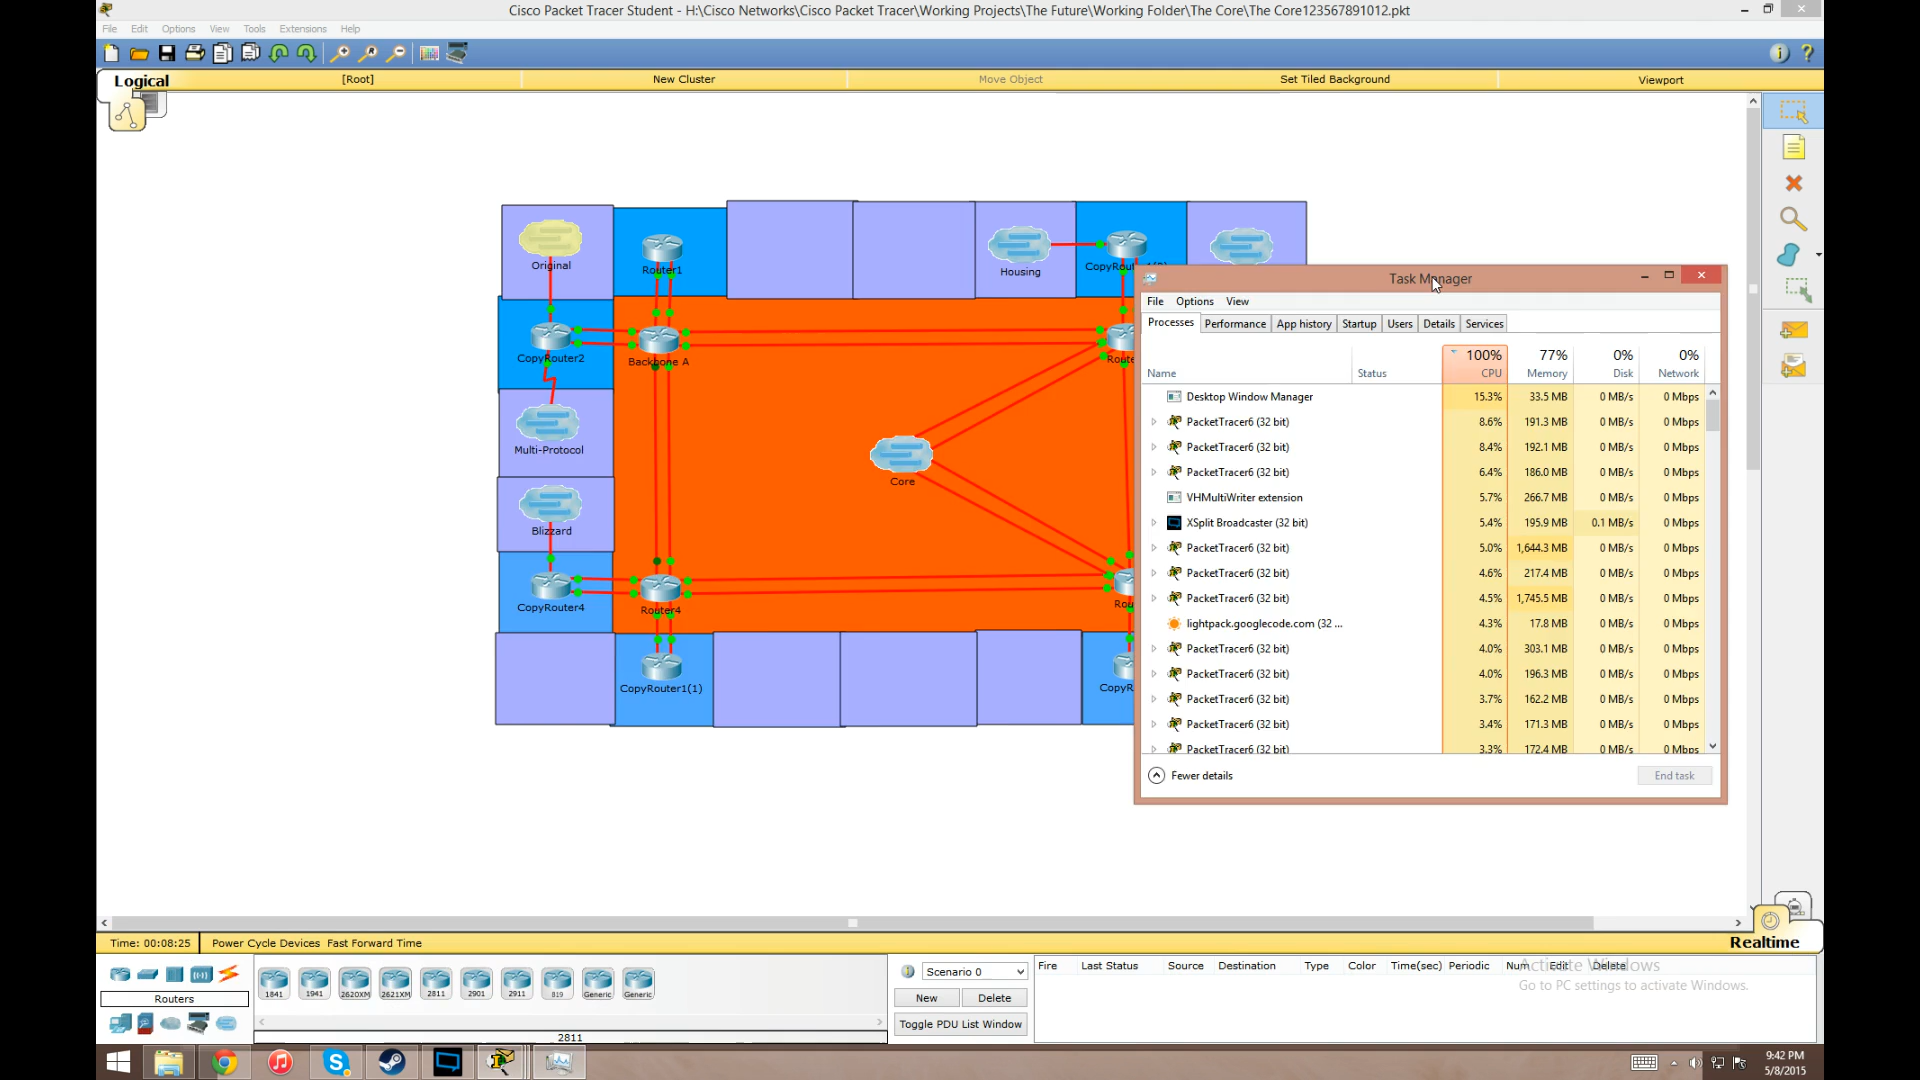 Cisco Packet Tracer Student - H:\Cisco Networks\Cisco Packet Tracer\Working Projects\The Future\Working Folder\The Core\The Core123567891012.pkt
File Edit Options View Tools Extensions Help
Logical [Root] New Cluster Move Object Set Tiled Background Viewport
Original
Router1
Housing
CopyRouter2
Backbone A
Multi-Protocol
Core
Blizzard
CopyRouter4
Router4
CopyRouter1(1)
Task Manager
File Options View
Processes Performance App history Startup Users Details Services
100% 77% 0% 0%
Name Status CPU Memory Disk Network
Desktop Window Manager 15.3% 33.5 MB 0 MB/s 0 Mbps
PacketTracer6 (32 bit) 8.6% 191.3 MB 0 MB/s 0 Mbps
PacketTracer6 (32 bit) 8.4% 192.1 MB 0 MB/s 0 Mbps
PacketTracer6 (32 bit) 6.4% 186.0 MB 0 MB/s 0 Mbps
VHMultiWriter extension 5.7% 266.7 MB 0 MB/s 0 Mbps
XSplit Broadcaster (32 bit) 5.4% 195.9 MB 0.1 MB/s 0 Mbps
PacketTracer6 (32 bit) 5.0% 1,644.3 MB 0 MB/s 0 Mbps
PacketTracer6 (32 bit) 4.6% 217.4 MB 0 MB/s 0 Mbps
PacketTracer6 (32 bit) 4.5% 1,745.5 MB 0 MB/s 0 Mbps
lightpack.googlecode.com (32 ... 4.3% 17.8 MB 0 MB/s 0 Mbps
PacketTracer6 (32 bit) 4.0% 303.1 MB 0 MB/s 0 Mbps
PacketTracer6 (32 bit) 4.0% 196.3 MB 0 MB/s 0 Mbps
PacketTracer6 (32 bit) 3.7% 162.2 MB 0 MB/s 0 Mbps
PacketTracer6 (32 bit) 3.4% 171.3 MB 0 MB/s 0 Mbps
PacketTracer6 (32 bit) 3.3% 172.4 MB 0 MB/s 0 Mbps
Fewer details End task
Time: 00:08:25 Power Cycle Devices Fast Forward Time Realtime
Routers
1841 1941 2620XM 2621XM 2811 2901 2911 819 Generic Generic
2811
Scenario 0
New Delete
Toggle PDU List Window
Fire Last Status Source Destination Type Color Time(sec) Periodic Num Edit Delete
Activate Windows
Go to PC settings to activate Windows.
9:42 PM
5/8/2015